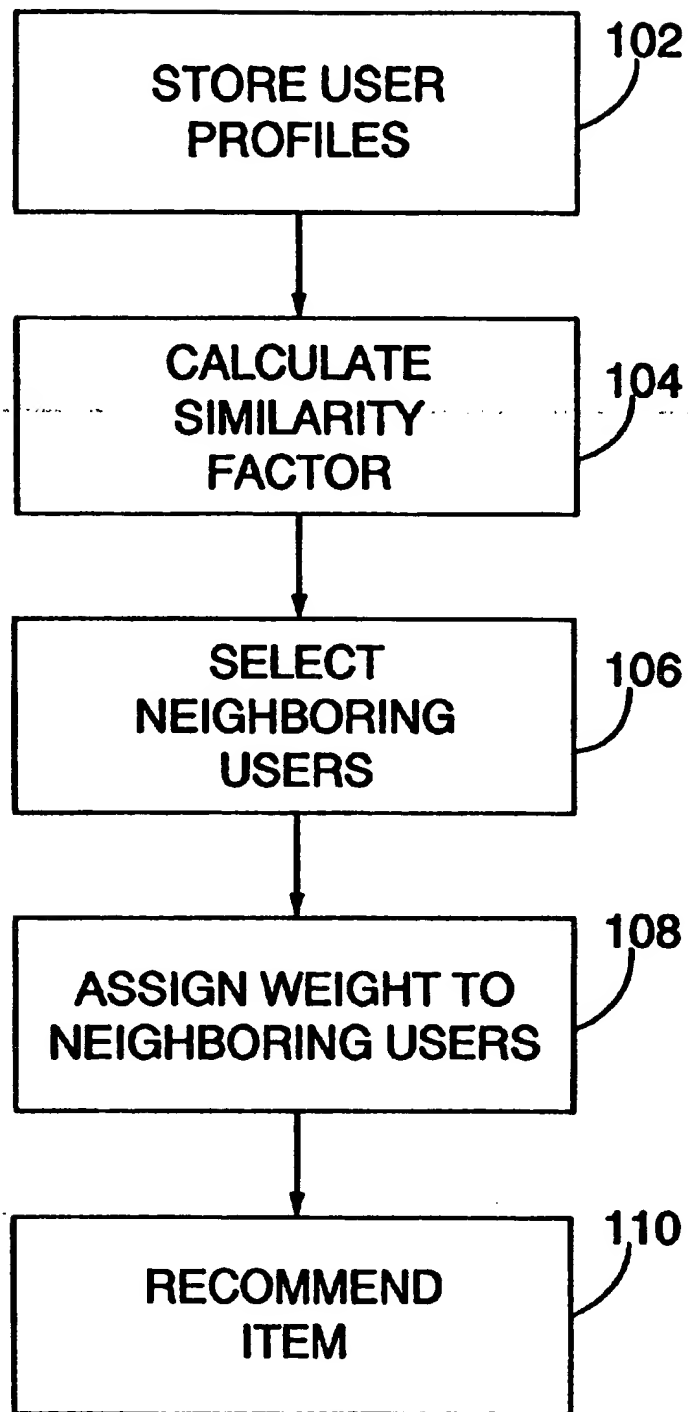 102
STORE USER
PROFILES
CALCULATE
SIMILARITY
FACTOR
104
SELECT
NEIGHBORING
USERS
106
ASSIGN WEIGHT TO
NEIGHBORING USERS
108
RECOMMEND
ITEM
110